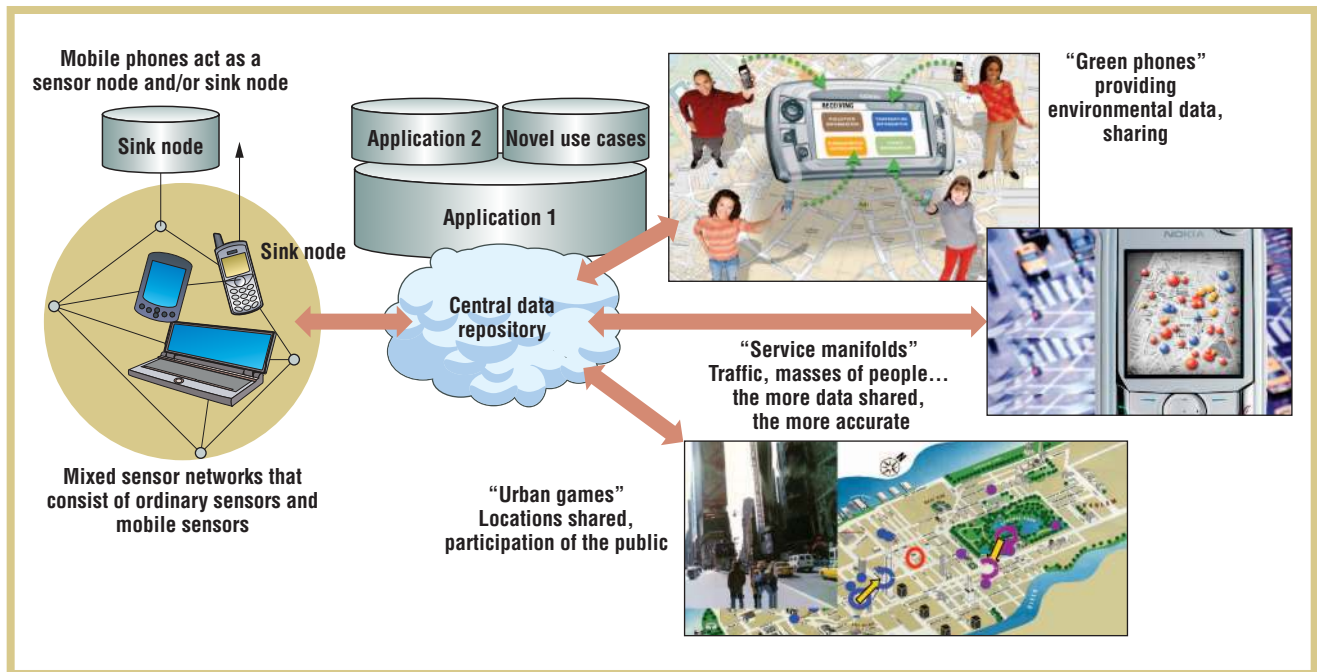 Mobile phones act as a
sensor node and/or sink node
Sink node
Sink node
Mixed sensor networks that
consist of ordinary sensors and
mobile sensors
Application 2
Novel use cases
Application 1
Central data
repository
“Green phones”
providing
environmental data,
sharing
NOKIA
RECEIVING
“Service manifolds”
Traffic, masses of people…
the more data shared,
the more accurate
NOKIA
“Urban games”
Locations shared,
participation of the public